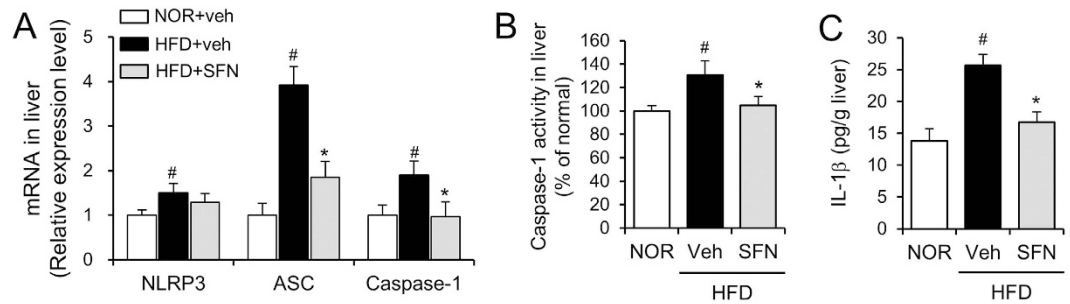 A
mRNA in liver
(Relative expression level)
5
4
3
2
1
0
NOR+veh
HFD+veh
HFD+SFN
#
#
*
#
*
NLRP3
ASC
Caspase-1
B
Caspase-1 activity in liver
(% of normal)
160
140
120
100
80
60
40
20
0
#
*
NOR Veh SFN
HFD
C
IL-1β (pg/g liver)
30
25
20
15
10
5
0
#
*
NOR Veh SFN
HFD